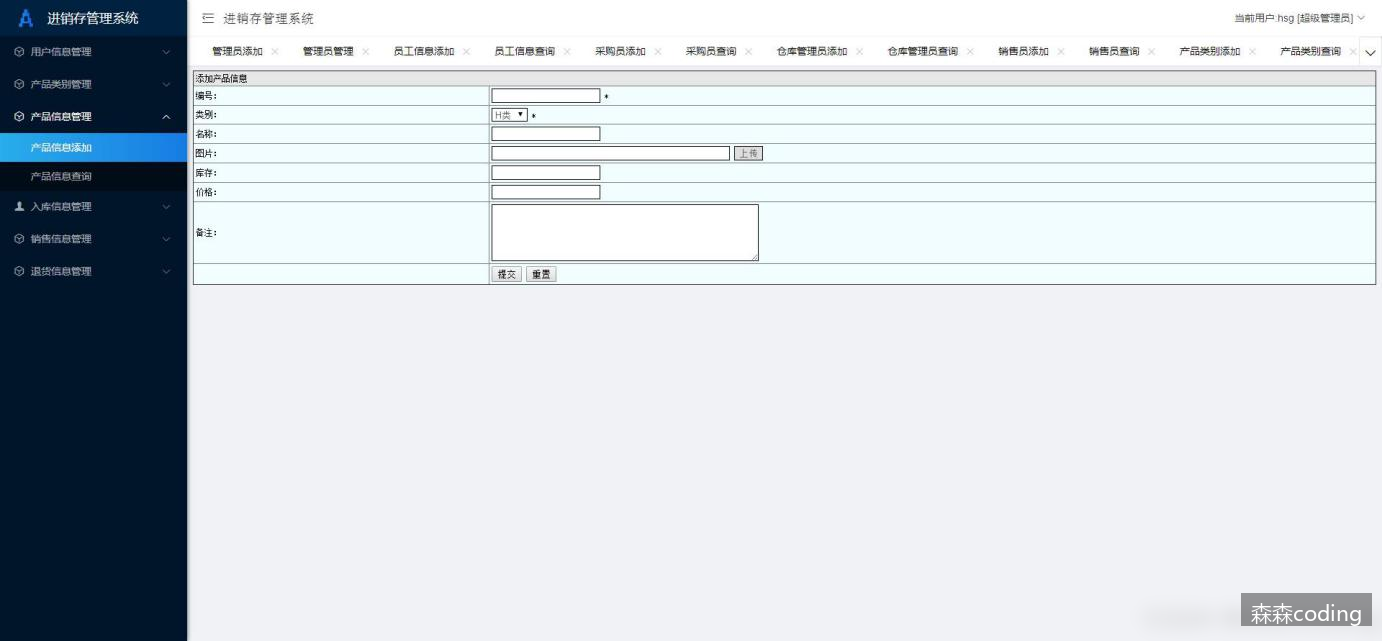 进销存管理系统
用户信息管理
产品类别管理
产品信息管理
产品信息添加
产品信息查询
入库信息管理
销售信息管理
退货信息管理
进销存管理系统
当前用户:hsg [超级管理员]
管理员添加 管理员管理 员工信息添加 员工信息查询 采购员添加 采购员查询 仓库管理员添加 仓库管理员查询 销售员添加 销售员查询 产品类别添加 产品类别查询
添加产品信息
编号: *
类别: H类 *
名称:
图片: 上传
库存:
价格:
备注:
提交 重置
森森coding